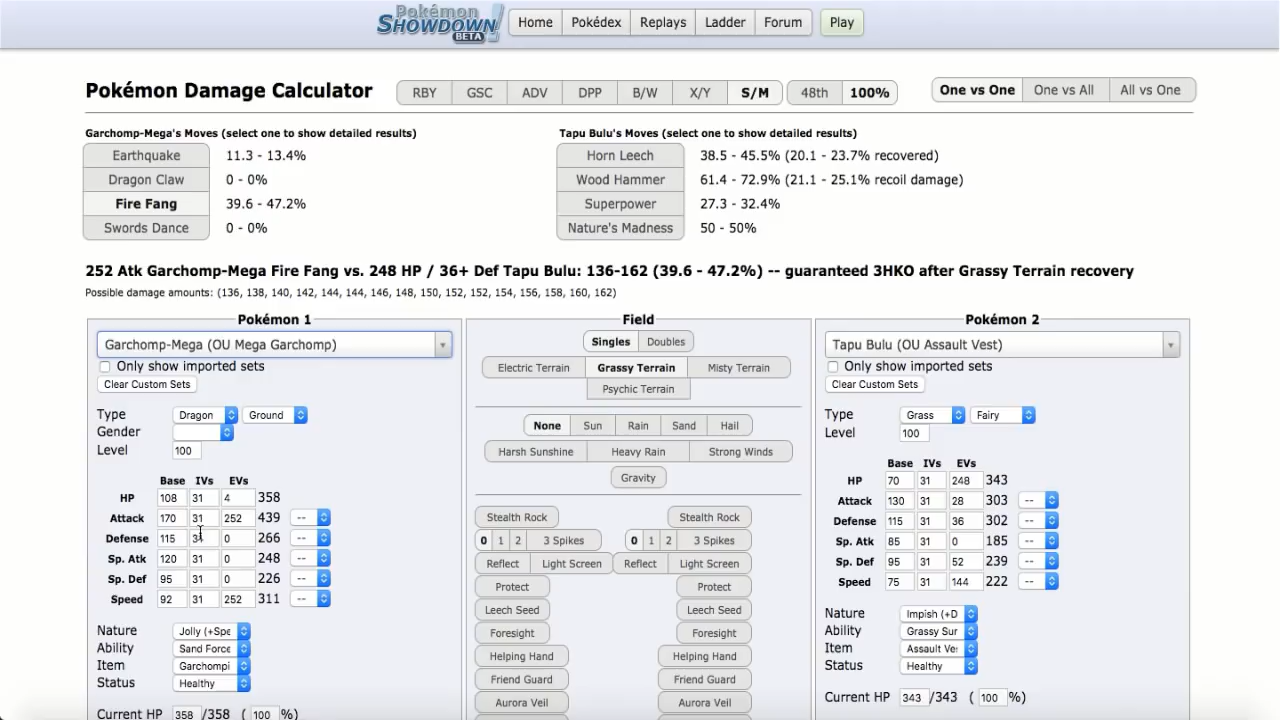 Pokémon
SHOWDOWN!
BETA
Home Pokédex Replays Ladder Forum Play
Pokémon Damage Calculator RBY GSC ADV DPP B/W X/Y S/M 48th 100% One vs One One vs All All vs One
Garchomp-Mega's Moves (select one to show detailed results) Tapu Bulu's Moves (select one to show detailed results)
Earthquake 11.3 - 13.4% Horn Leech 38.5 - 45.5% (20.1 - 23.7% recovered)
Dragon Claw 0 - 0% Wood Hammer 61.4 - 72.9% (21.1 - 25.1% recoil damage)
Fire Fang 39.6 - 47.2% Superpower 27.3 - 32.4%
Swords Dance 0 - 0% Nature's Madness 50 - 50%
252 Atk Garchomp-Mega Fire Fang vs. 248 HP / 36+ Def Tapu Bulu: 136-162 (39.6 - 47.2%) -- guaranteed 3HKO after Grassy Terrain recovery
Possible damage amounts: (136, 138, 140, 142, 144, 144, 146, 148, 150, 152, 152, 154, 156, 158, 160, 162)
Pokémon 1
Garchomp-Mega (OU Mega Garchomp)
Only show imported sets
Clear Custom Sets
Type Dragon Ground
Gender
Level 100
Base IVs EVs
HP 108 31 4 358
Attack 170 31 252 439 --
Defense 115 31 0 266 --
Sp. Atk 120 31 0 248 --
Sp. Def 95 31 0 226 --
Speed 92 31 252 311 --
Nature Jolly (+Spe
Ability Sand Force
Item Garchompi
Status Healthy
Current HP 358 /358 ( 100 %)
Field
Singles Doubles
Electric Terrain Grassy Terrain Misty Terrain
Psychic Terrain
None Sun Rain Sand Hail
Harsh Sunshine Heavy Rain Strong Winds
Gravity
Stealth Rock Stealth Rock
0 1 2 3 Spikes 0 1 2 3 Spikes
Reflect Light Screen Reflect Light Screen
Protect Protect
Leech Seed Leech Seed
Foresight Foresight
Helping Hand Helping Hand
Friend Guard Friend Guard
Aurora Veil Aurora Veil
Pokémon 2
Tapu Bulu (OU Assault Vest)
Only show imported sets
Clear Custom Sets
Type Grass Fairy
Level 100
Base IVs EVs
HP 70 31 248 343
Attack 130 31 28 303 --
Defense 115 31 36 302 --
Sp. Atk 85 31 0 185 --
Sp. Def 95 31 52 239 --
Speed 75 31 144 222 --
Nature Impish (+D
Ability Grassy Sur
Item Assault Ve
Status Healthy
Current HP 343 /343 ( 100 %)